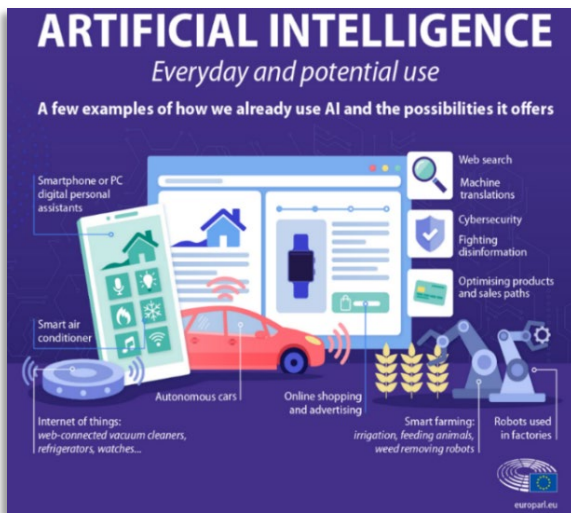 ARTIFICIAL INTELLIGENCE
Everyday and potential use
A few examples of how we already use AI and the possibilities it offers
Smartphone or PC
digital personal
assistants
Web search
Machine
translations
Cybersecurity
Fighting
disinformation
Optimising products
and sales paths
Smart air
conditioner
Autonomous cars
Online shopping
and advertising
Internet of things:
web-connected vacuum cleaners,
refrigerators, watches...
Smart farming:
irrigation, feeding animals,
weed removing robots
Robots used
in factories
europarl.eu